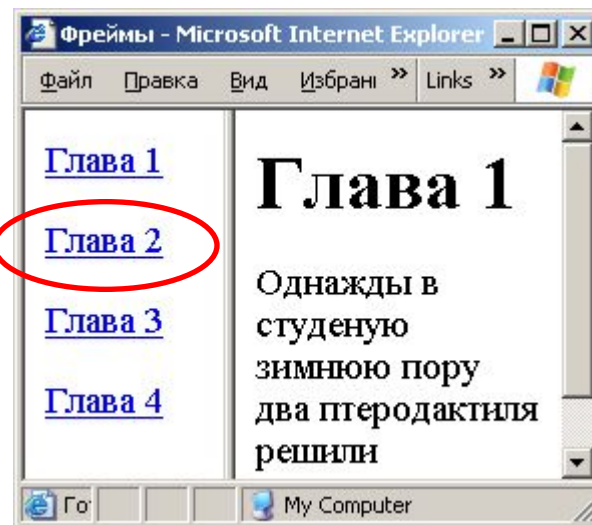 Фреймы - Microsoft Internet Explorer
Файл Правка Вид Избранн » Links »
Глава 1
Глава 2
Глава 3
Глава 4
Глава 1
Однажды в
студеную
зимнюю пору
два птеродактиля
решили
Го
My Computer